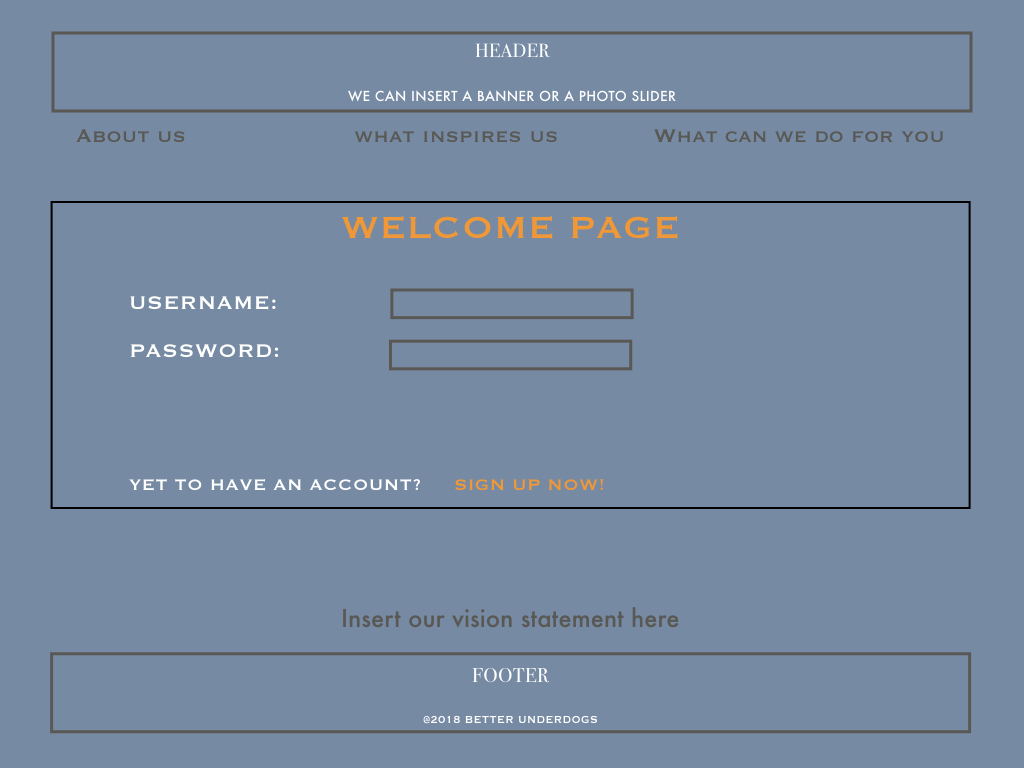 HEADER
WE CAN INSERT A BANNER OR A PHOTO SLIDER
About us what inspires us What can we do for you
WELCOME PAGE
USERNAME:
PASSWORD:
YET TO HAVE AN ACCOUNT? SIGN UP NOW!
Insert our vision statement here
FOOTER
©2018 BETTER UNDERDOGS